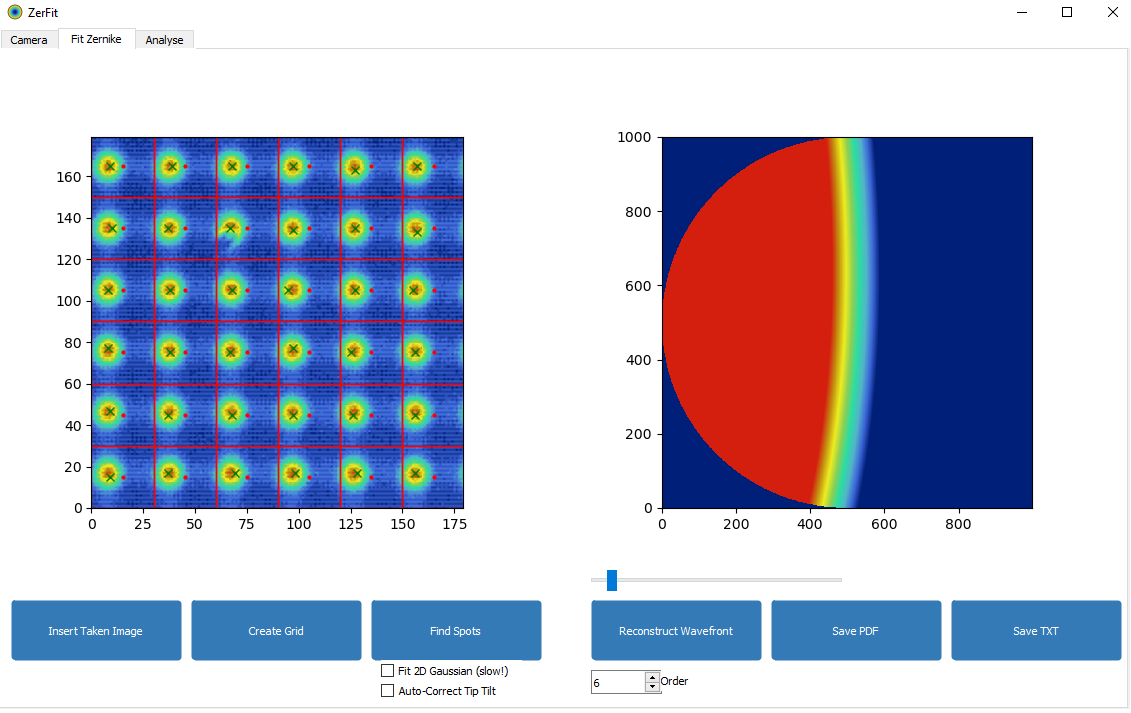 ZerFit
Camera Fit Zernike Analyse
160
140
120
100
80
60
40
20
0
0 25 50 75 100 125 150 175
1000
800
600
400
200
0
0 200 400 600 800
Insert Taken Image Create Grid Find Spots Reconstruct Wavefront Save PDF Save TXT
Fit 2D Gaussian (slow!)
Auto-Correct Tip Tilt
6 Order